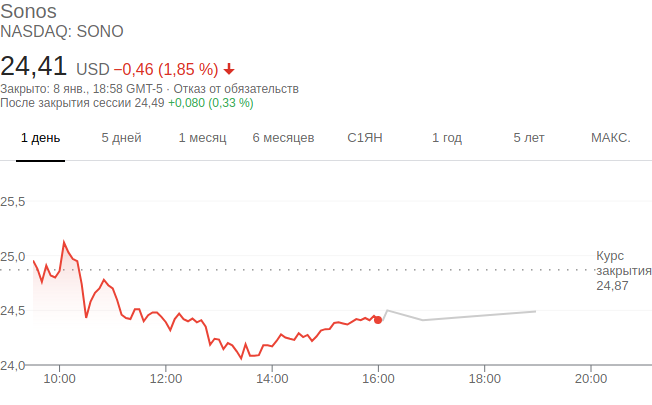 Sonos
NASDAQ: SONO
24,41 USD −0,46 (1,85 %)
Закрыто: 8 янв., 18:58 GMT-5 · Отказ от обязательств
После закрытия сессии 24,49 +0,080 (0,33 %)
1 день 5 дней 1 месяц 6 месяцев С1ЯН 1 год 5 лет МАКС.
25,5
25,0
24,5
24,0
Курс
закрытия
24,87
10:00 12:00 14:00 16:00 18:00 20:00